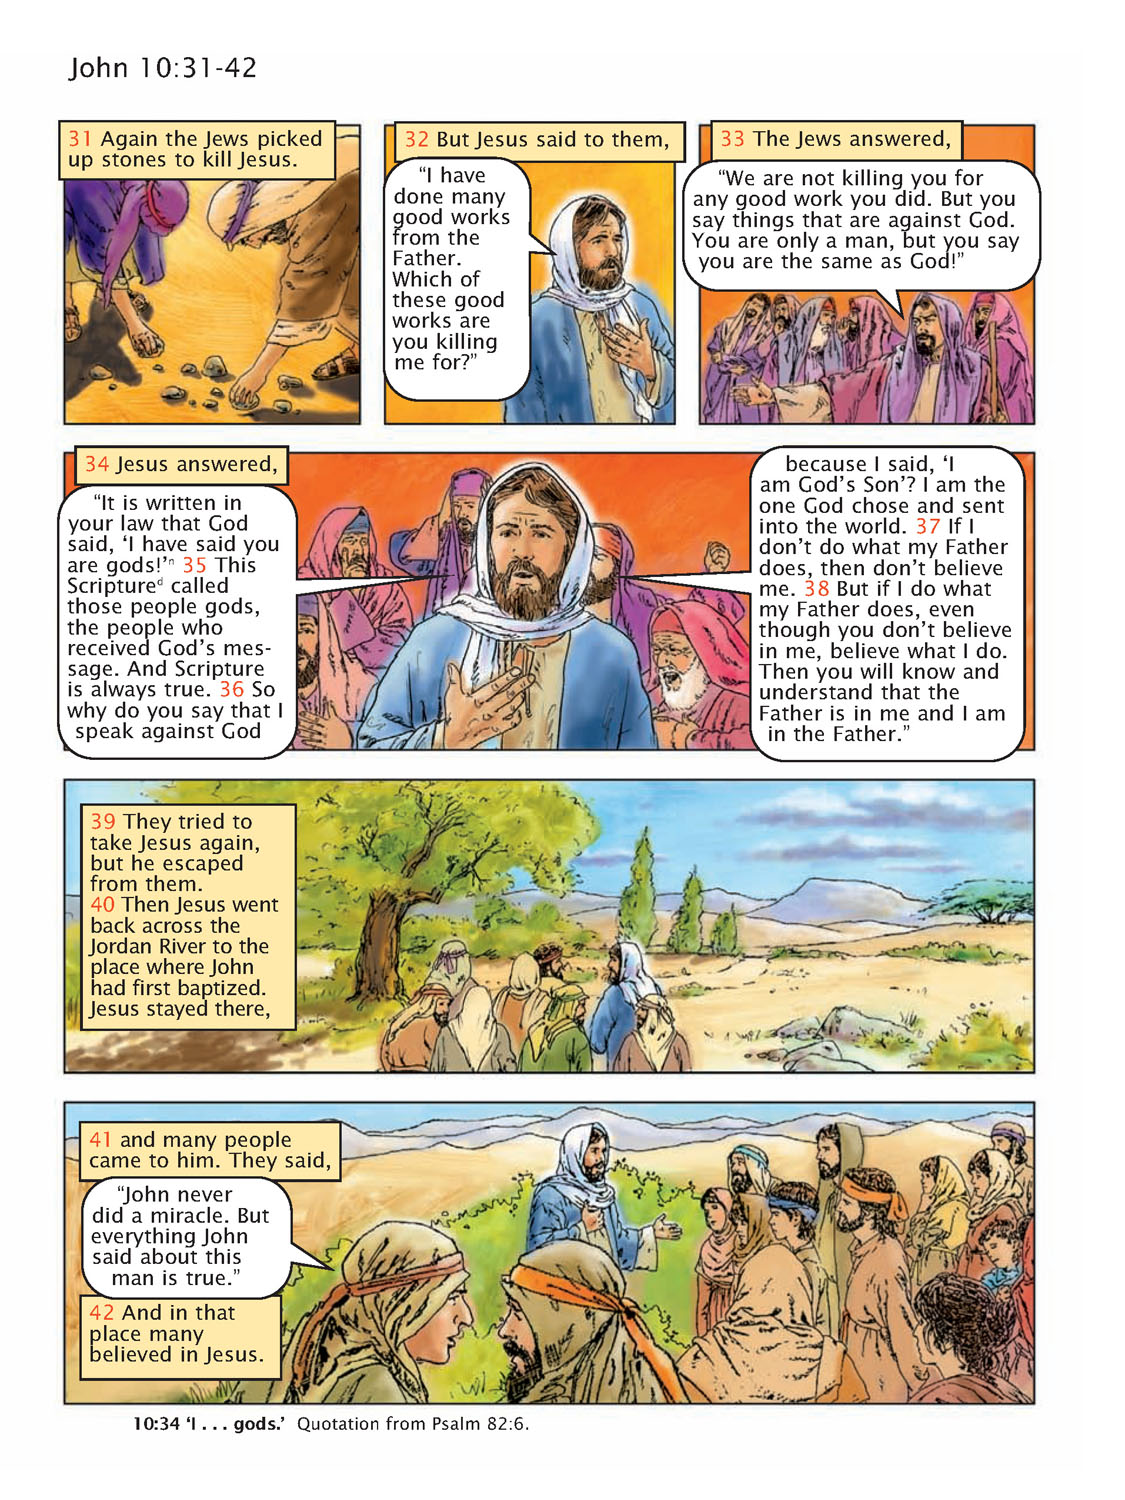 John 10:31-42
31 Again the Jews picked
up stones to kill Jesus.
32 But Jesus said to them,
“I have
done many
good works
from the
Father.
Which of
these good
works are
you killing
me for?”
33 The Jews answered,
“We are not killing you for
any good work you did. But you
say things that are against God.
You are only a man, but you say
you are the same as God!”
34 Jesus answered,
“It is written in
your law that God
said, ‘I have said you
are gods!’ⁿ 35 This
Scriptureᵈ called
those people gods,
the people who
received God’s mes-
sage. And Scripture
is always true. 36 So
why do you say that I
speak against God
because I said, ‘I
am God’s Son’? I am the
one God chose and sent
into the world. 37 If I
don’t do what my Father
does, then don’t believe
me. 38 But if I do what
my Father does, even
though you don’t believe
in me, believe what I do.
Then you will know and
understand that the
Father is in me and I am
in the Father.”
39 They tried to
take Jesus again,
but he escaped
from them.
40 Then Jesus went
back across the
Jordan River to the
place where John
had first baptized.
Jesus stayed there,
41 and many people
came to him. They said,
“John never
did a miracle. But
everything John
said about this
man is true.”
42 And in that
place many
believed in Jesus.
10:34 ‘I . . . gods.’ Quotation from Psalm 82:6.